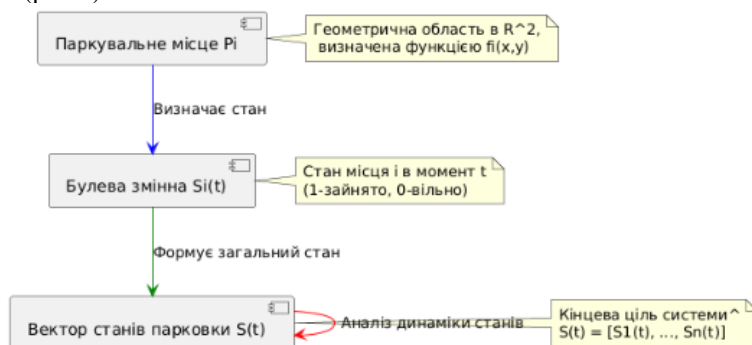 Паркувальне місце Pi
Геометрична область в R^2,
визначена функцією fi(x,y)
Визначає стан
Булева змінна Si(t)
Стан місця і в момент t
(1-зайнято, 0-вільно)
Формує загальний стан
Вектор станів парковки S(t)
Аналіз динаміки станів
Кінцева ціль системи^
S(t) = [S1(t), ..., Sn(t)]